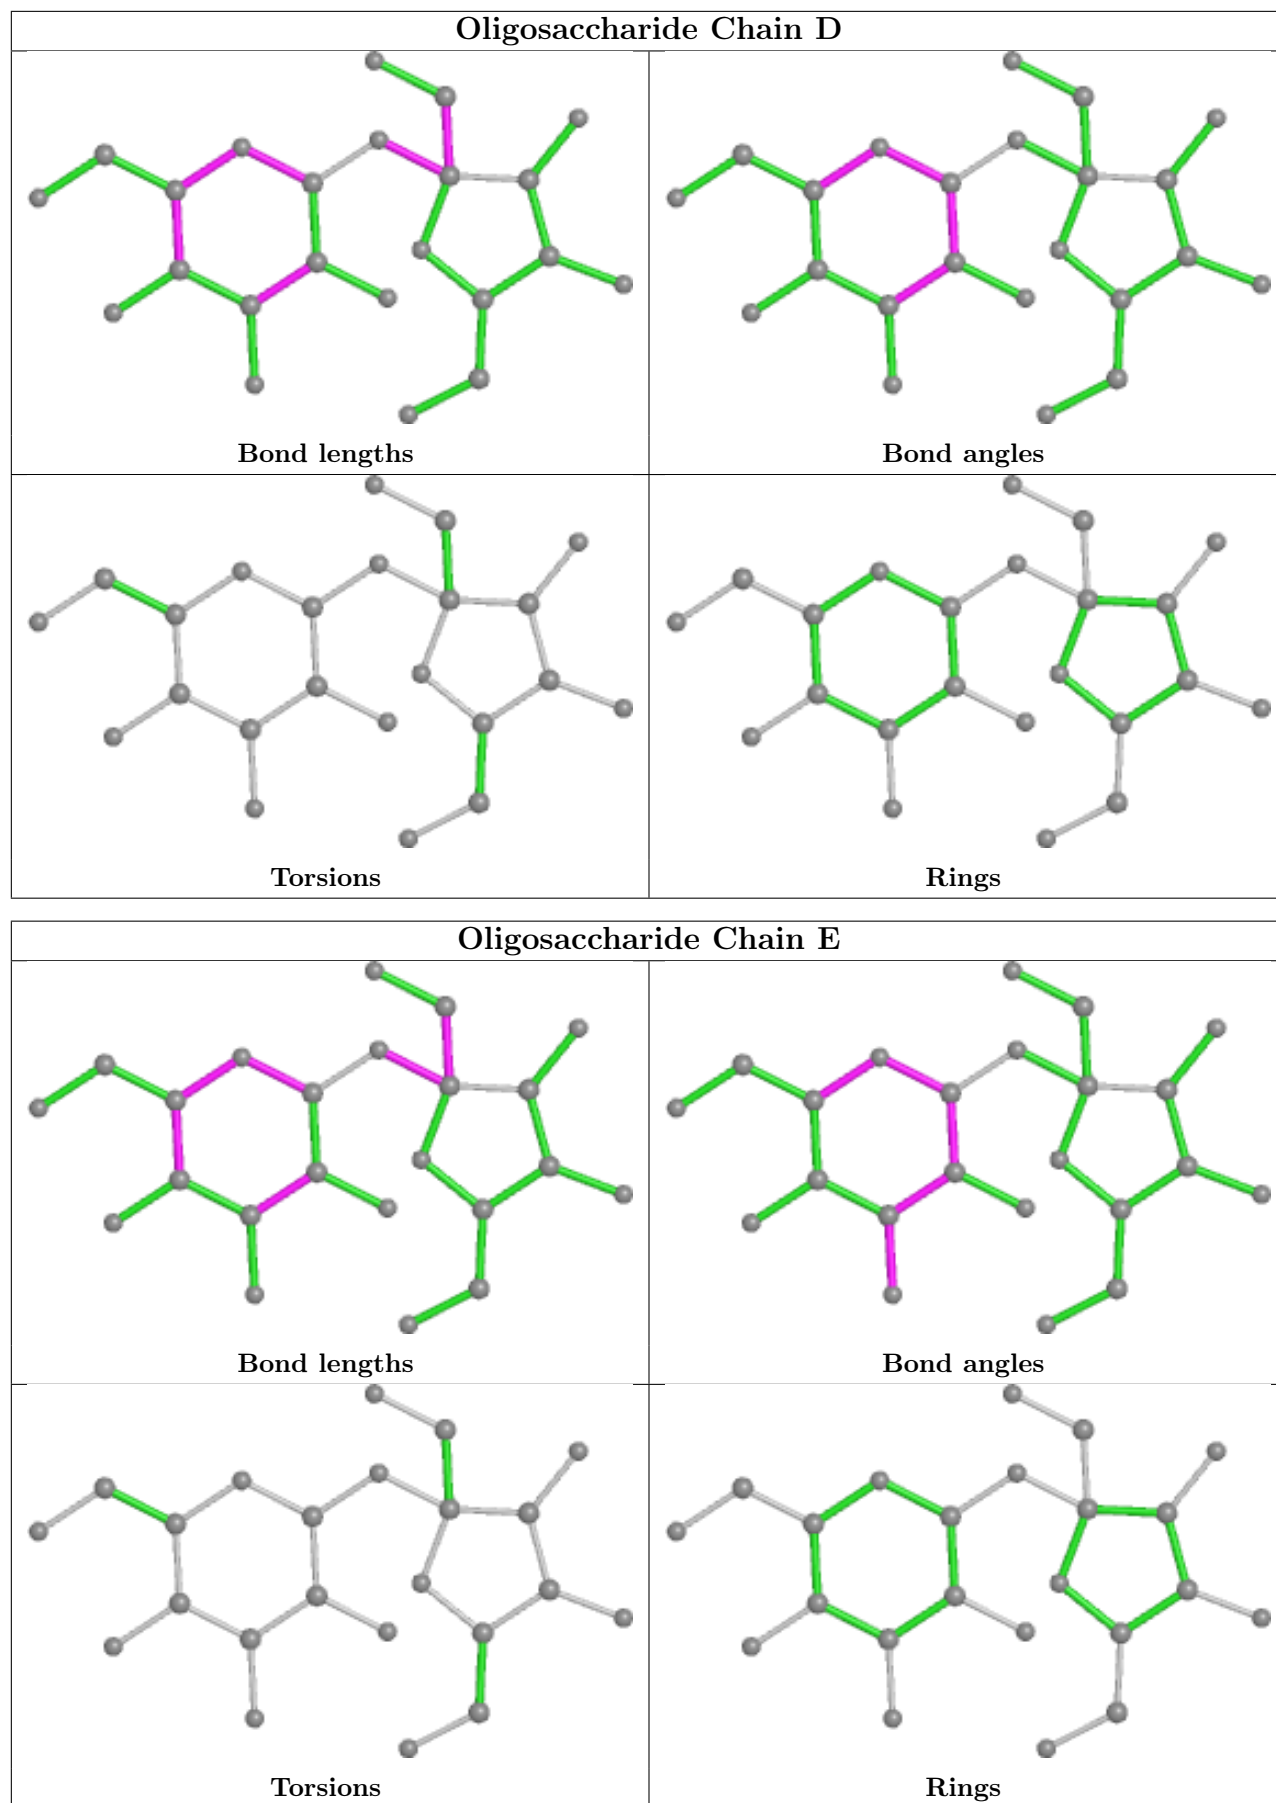 Oligosaccharide Chain D
Bond lengths
Bond angles
Torsions
Rings
Oligosaccharide Chain E
Bond lengths
Bond angles
Torsions
Rings